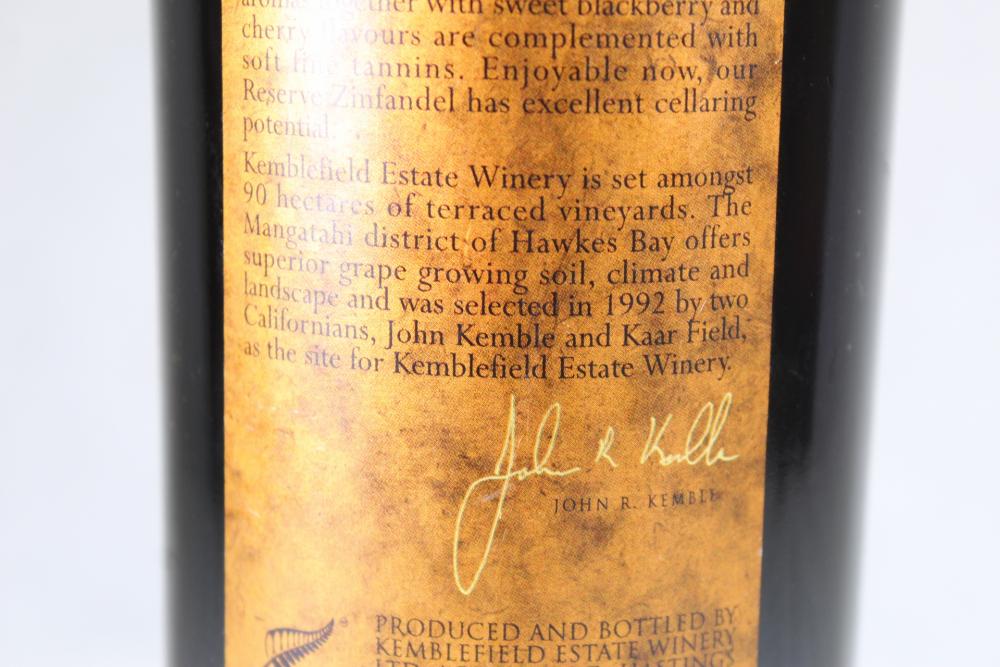 aromas together with sweet blackberry and
cherry flavours are complemented with
soft fine tannins. Enjoyable now, our
Reserve Zinfandel has excellent cellaring
potential.
Kemblefield Estate Winery is set amongst
90 hectares of terraced vineyards. The
Mangatahi district of Hawkes Bay offers
superior grape growing soil, climate and
landscape and was selected in 1992 by two
Californians, John Kemble and Kaar Field,
as the site for Kemblefield Estate Winery.
John R Kemble
JOHN R. KEMBLE
PRODUCED AND BOTTLED BY
KEMBLEFIELD ESTATE WINERY
LTD, HASTINGS